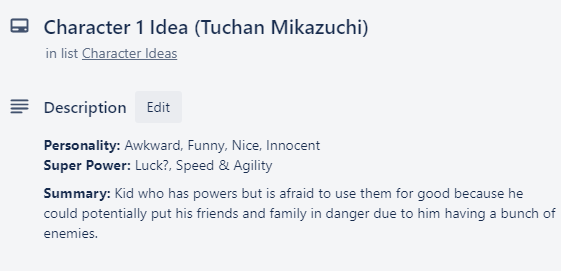 Character 1 Idea (Tuchan Mikazuchi)
in list Character Ideas
Description Edit
Personality: Awkward, Funny, Nice, Innocent
Super Power: Luck?, Speed & Agility
Summary: Kid who has powers but is afraid to use them for good because he
could potentially put his friends and family in danger due to him having a bunch of
enemies.